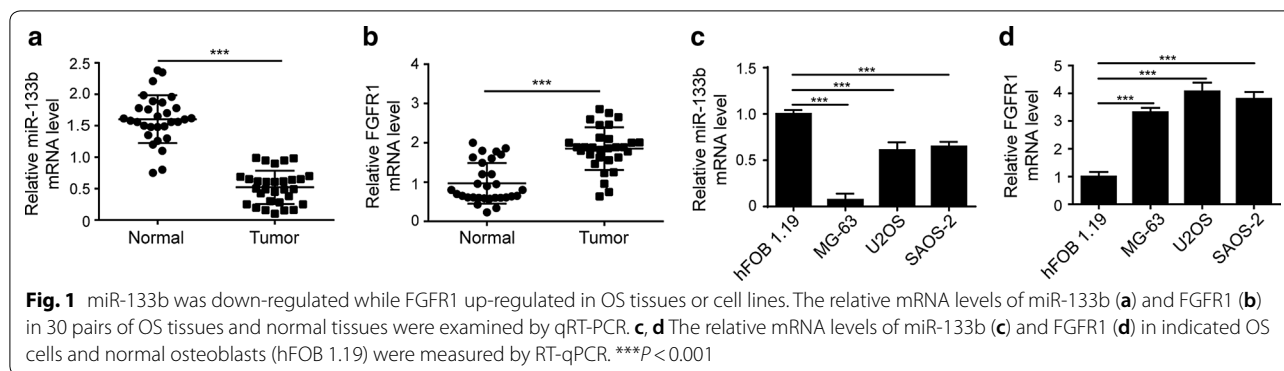 a
Relative miR-133b
mRNA level
2.5
2.0
1.5
1.0
0.5
0.0
***
Normal
Tumor
b
Relative FGFR1
mRNA level
4
3
2
1
0
***
Normal
Tumor
c
Relative miR-133b
mRNA level
1.5
1.0
0.5
0.0
***
***
***
hFOB 1.19
MG-63
U2OS
SAOS-2
d
Relative FGFR1
mRNA level
5
4
3
2
1
0
***
***
***
hFOB 1.19
MG-63
U2OS
SAOS-2
Fig. 1 miR-133b was down-regulated while FGFR1 up-regulated in OS tissues or cell lines. The relative mRNA levels of miR-133b (a) and FGFR1 (b)
in 30 pairs of OS tissues and normal tissues were examined by qRT-PCR. c, d The relative mRNA levels of miR-133b (c) and FGFR1 (d) in indicated OS
cells and normal osteoblasts (hFOB 1.19) were measured by RT-qPCR. ***P < 0.001